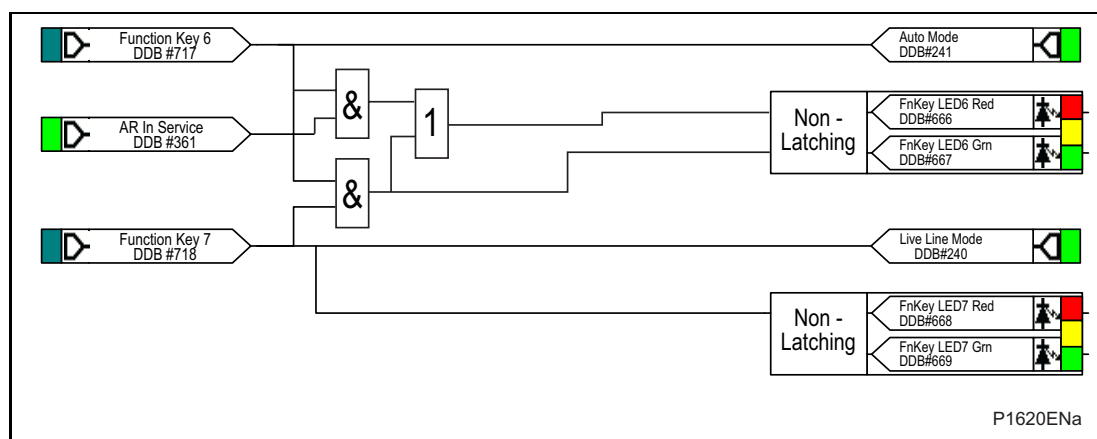 Function Key 6
DDB #717
Auto Mode
DDB#241
&
1
AR In Service
DDB #361
Non -
Latching
FnKey LED6 Red
DDB#666
FnKey LED6 Grn
DDB#667
&
Function Key 7
DDB #718
Live Line Mode
DDB#240
Non -
Latching
FnKey LED7 Red
DDB#668
FnKey LED7 Grn
DDB#669
P1620ENa